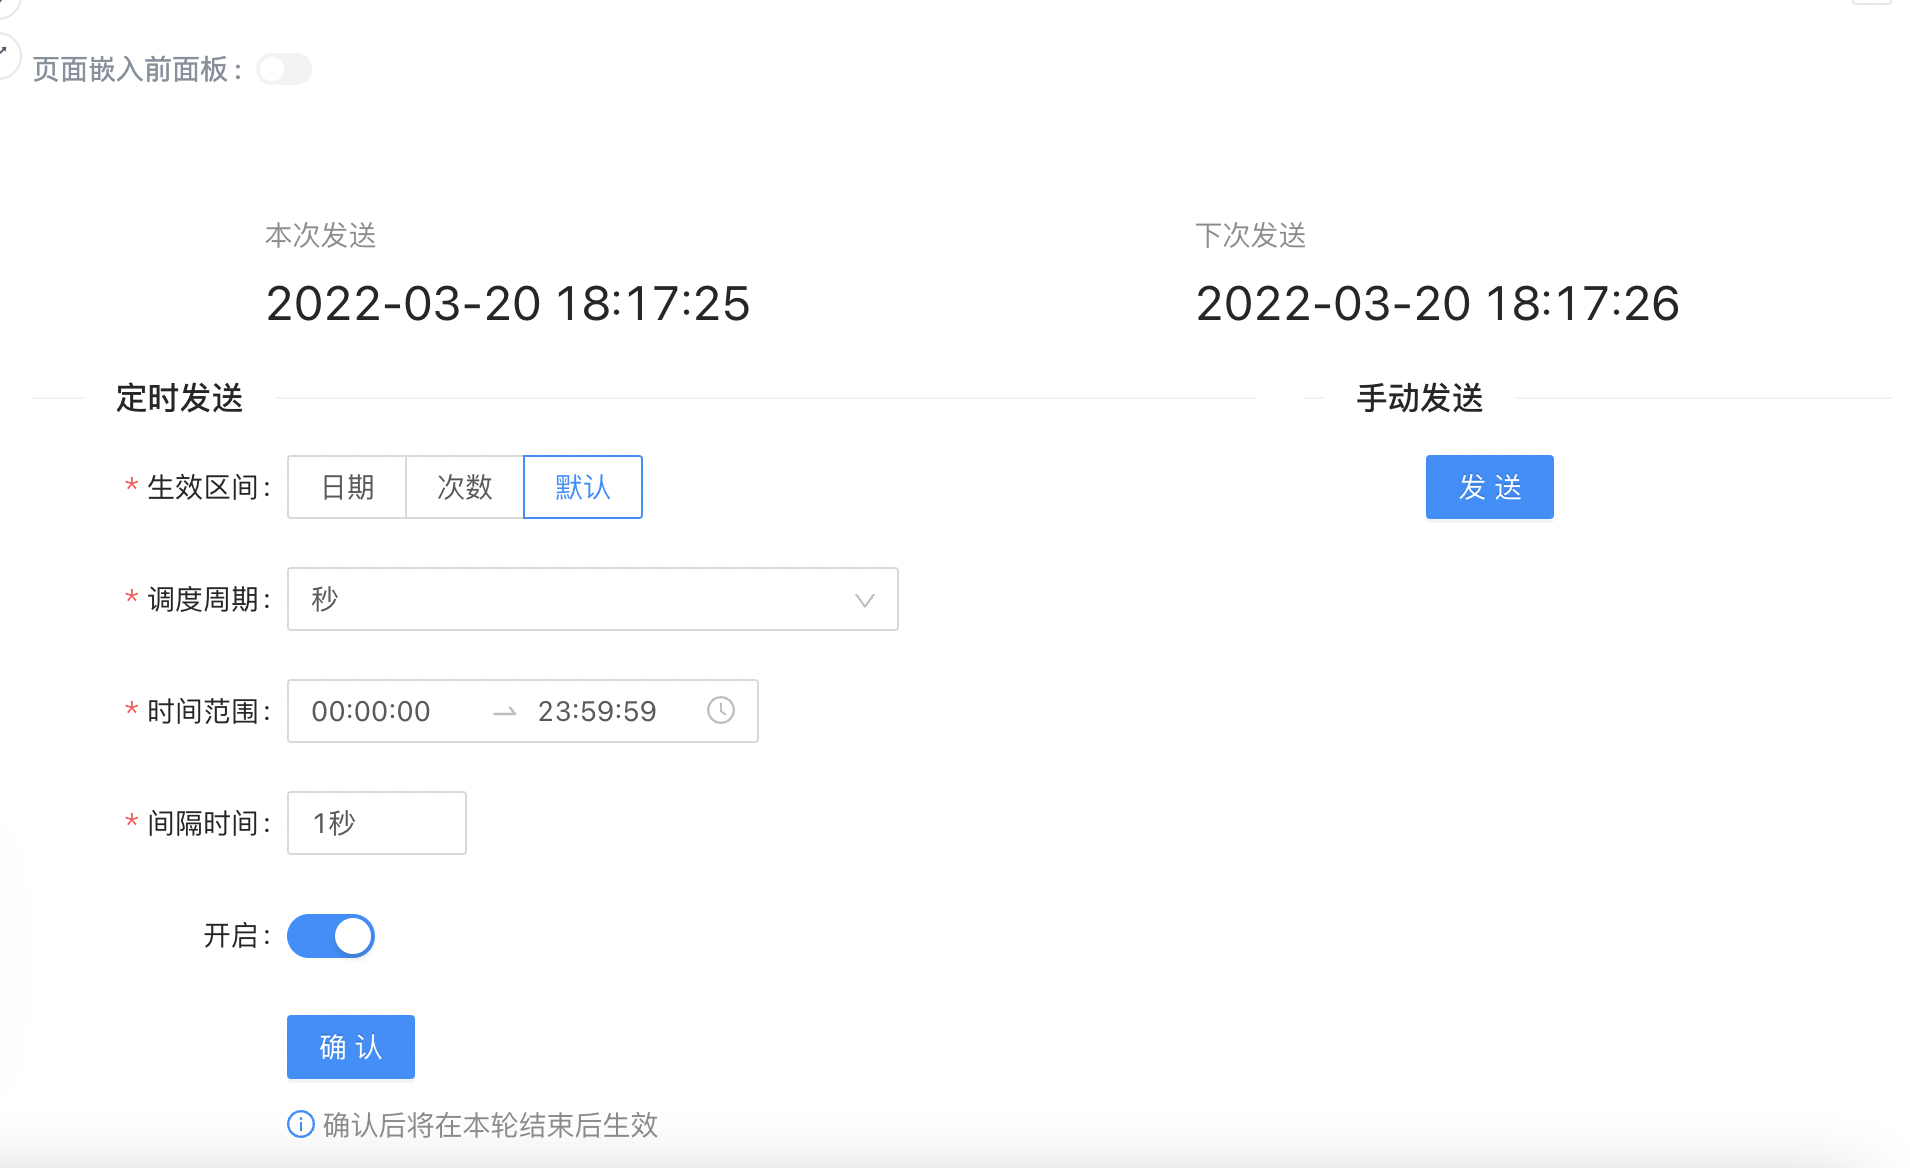 页面嵌入前面板：
本次发送
2022-03-20 18:17:25
下次发送
2022-03-20 18:17:26
定时发送
* 生效区间： 日期 次数 默认
* 调度周期： 秒
* 时间范围： 00:00:00 23:59:59
* 间隔时间： 1秒
开启：
确 认
确认后将在本轮结束后生效
手动发送
发 送